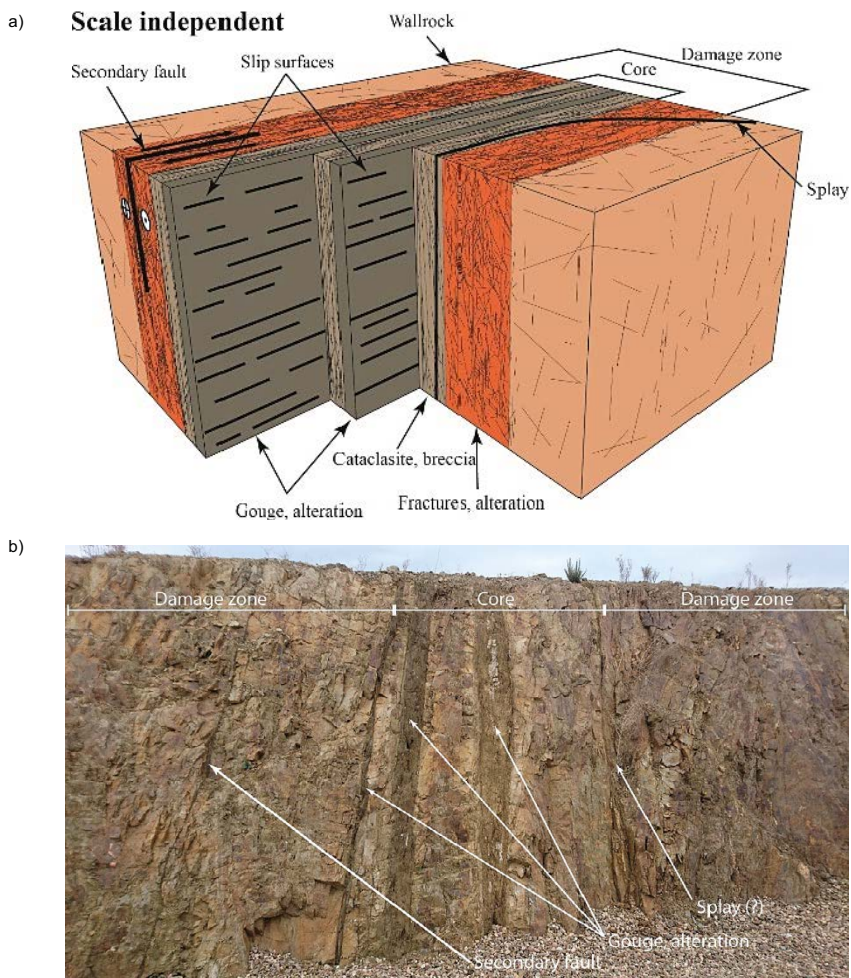 a)
Scale independent
Wallrock
Damage zone
Core
Slip surfaces
Secondary fault
Splay
Cataclasite, breccia
Gouge, alteration
Fractures, alteration
b)
Damage zone
Core
Damage zone
Splay (?)
Gouge, alteration
Secondary fault